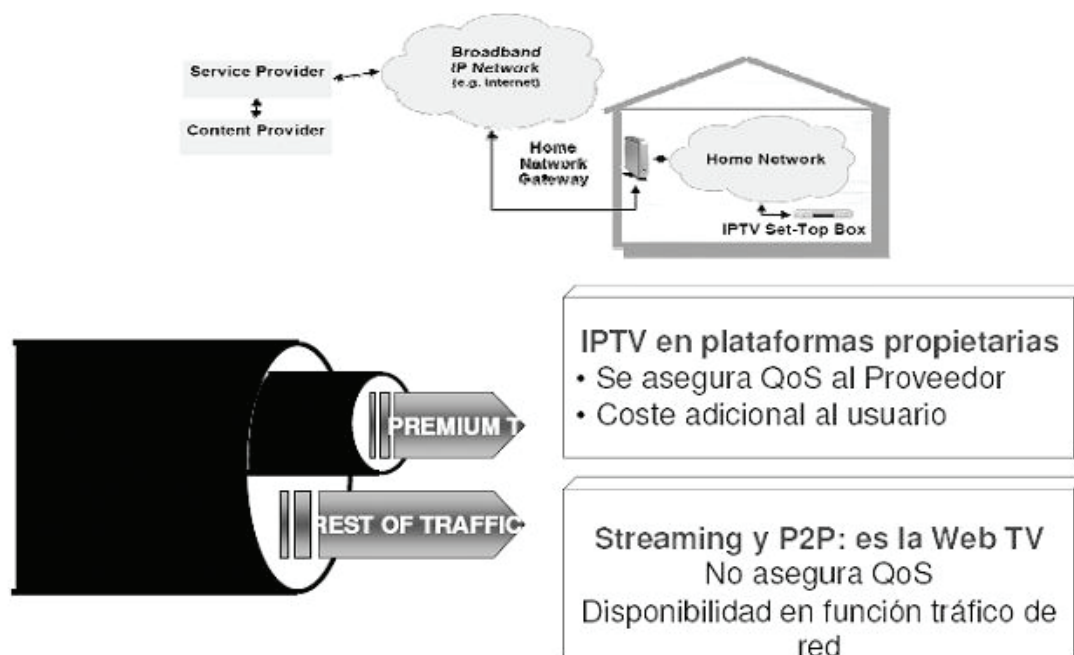 Service Provider
Content Provider
Broadband
IP Network
(e.g. Internet)
Home
Network
Gateway
Home Network
IPTV Set-Top Box
PREMIUM T
REST OF TRAFFIC
IPTV en plataformas propietarias
• Se asegura QoS al Proveedor
• Coste adicional al usuario
Streaming y P2P: es la Web TV
No asegura QoS
Disponibilidad en función tráfico de
red